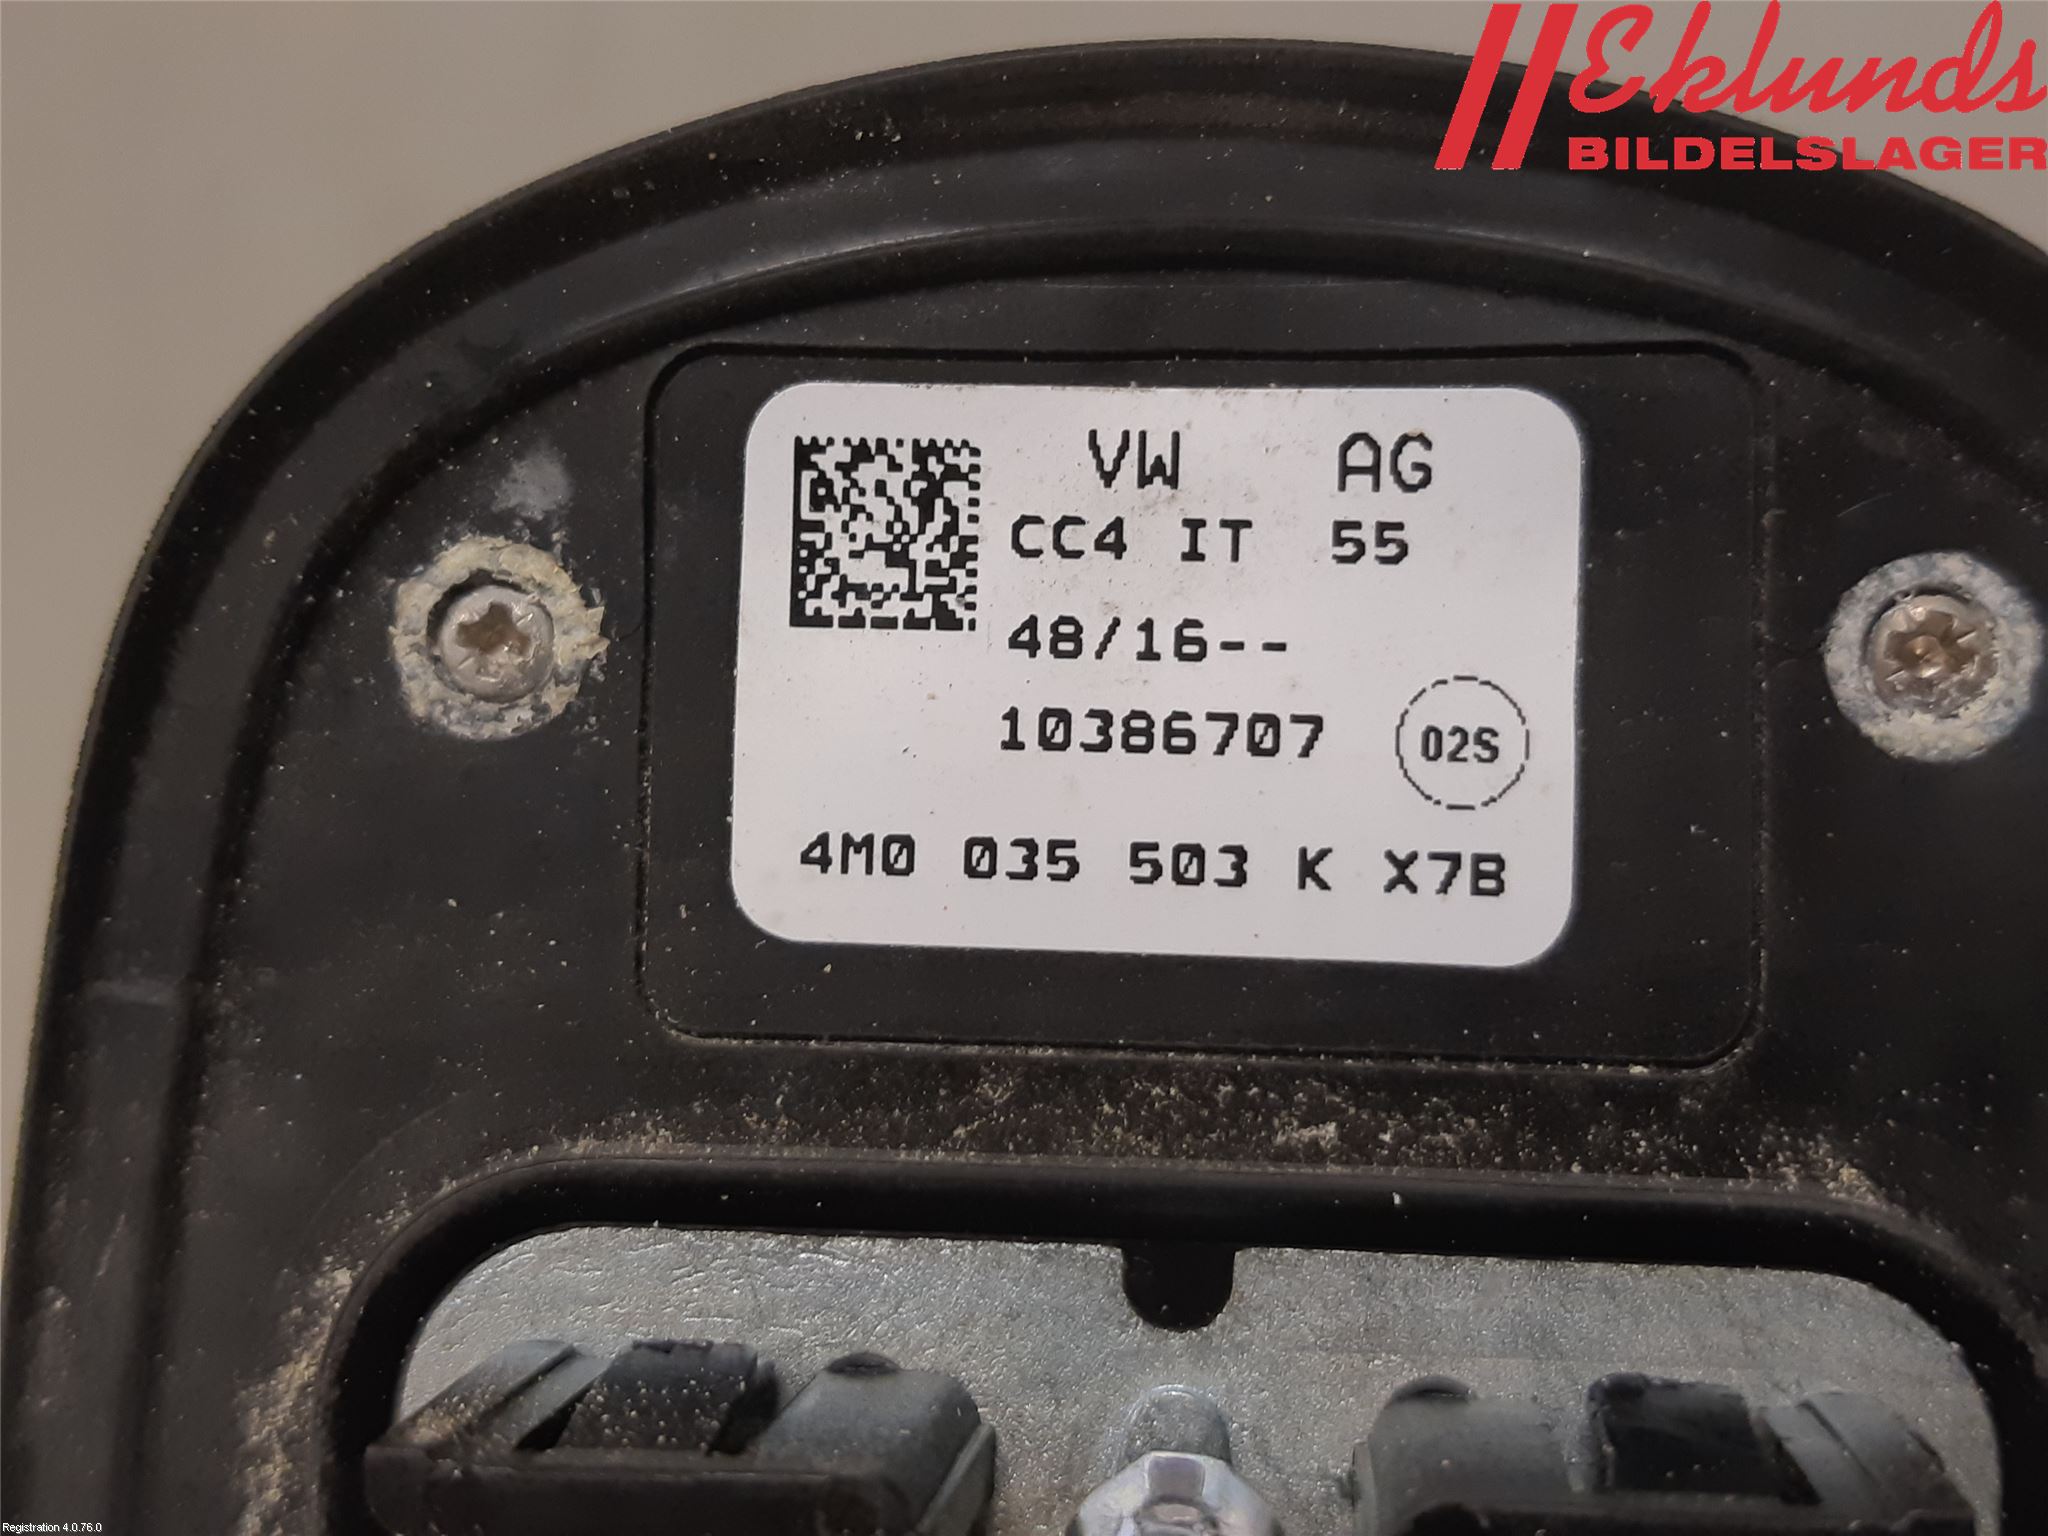 Eklunds
BILDELSLAGER
VW AG
CC4 IT 55
48/16--
10386707
02S
4M0 035 503 K X7B
Registration 4.0.76.0